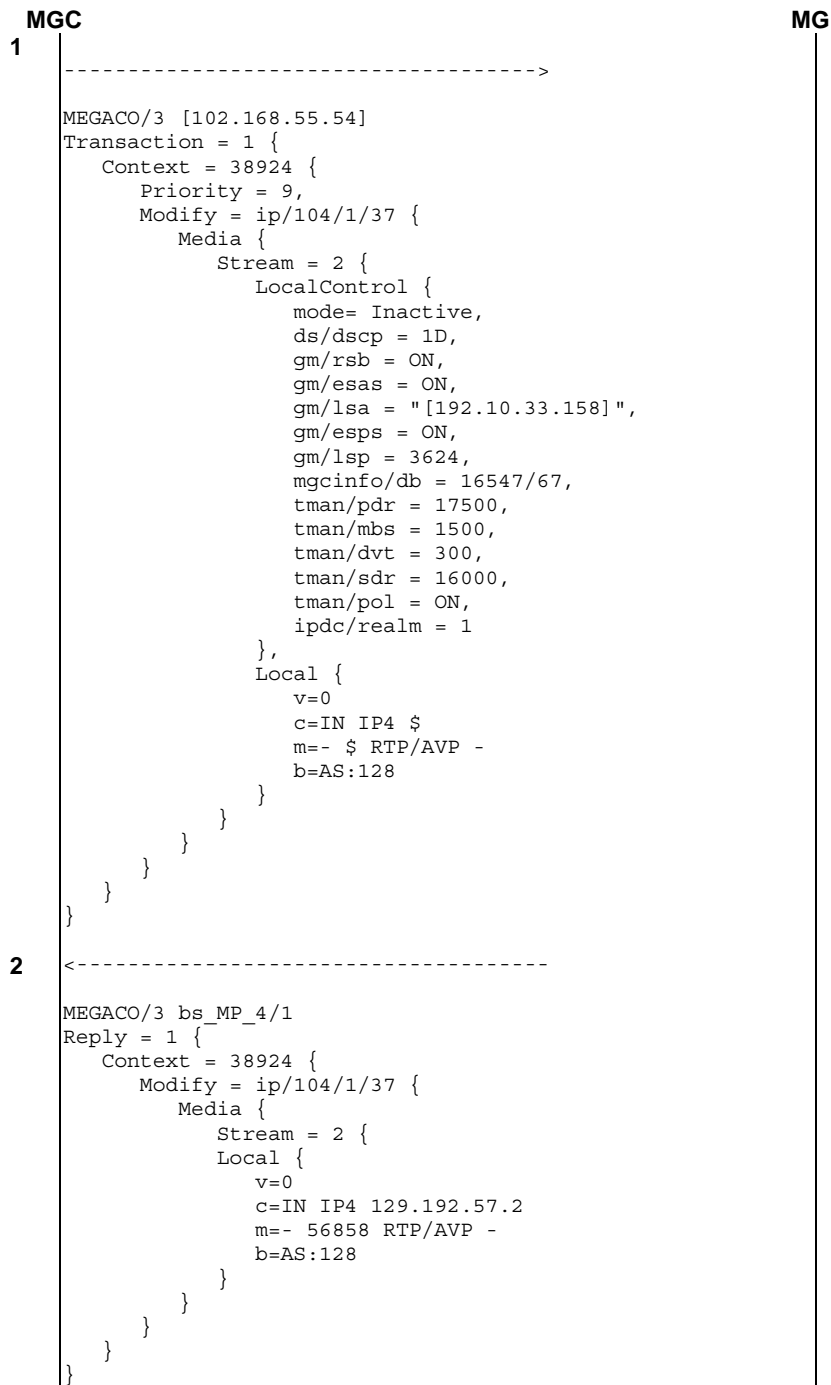 MGC MG
1
------------------------------------->
MEGACO/3 [102.168.55.54]
Transaction = 1 {
   Context = 38924 {
      Priority = 9,
      Modify = ip/104/1/37 {
         Media {
            Stream = 2 {
               LocalControl {
                  mode= Inactive,
                  ds/dscp = 1D,
                  gm/rsb = ON,
                  gm/esas = ON,
                  gm/lsa = "[192.10.33.158]",
                  gm/esps = ON,
                  gm/lsp = 3624,
                  mgcinfo/db = 16547/67,
                  tman/pdr = 17500,
                  tman/mbs = 1500,
                  tman/dvt = 300,
                  tman/sdr = 16000,
                  tman/pol = ON,
                  ipdc/realm = 1
               },
               Local {
                  v=0
                  c=IN IP4 $
                  m=- $ RTP/AVP -
                  b=AS:128
               }
            }
         }
      }
   }
}
2 <-------------------------------------
MEGACO/3 bs_MP_4/1
Reply = 1 {
   Context = 38924 {
      Modify = ip/104/1/37 {
         Media {
            Stream = 2 {
            Local {
               v=0
               c=IN IP4 129.192.57.2
               m=- 56858 RTP/AVP -
               b=AS:128
            }
         }
      }
   }
}